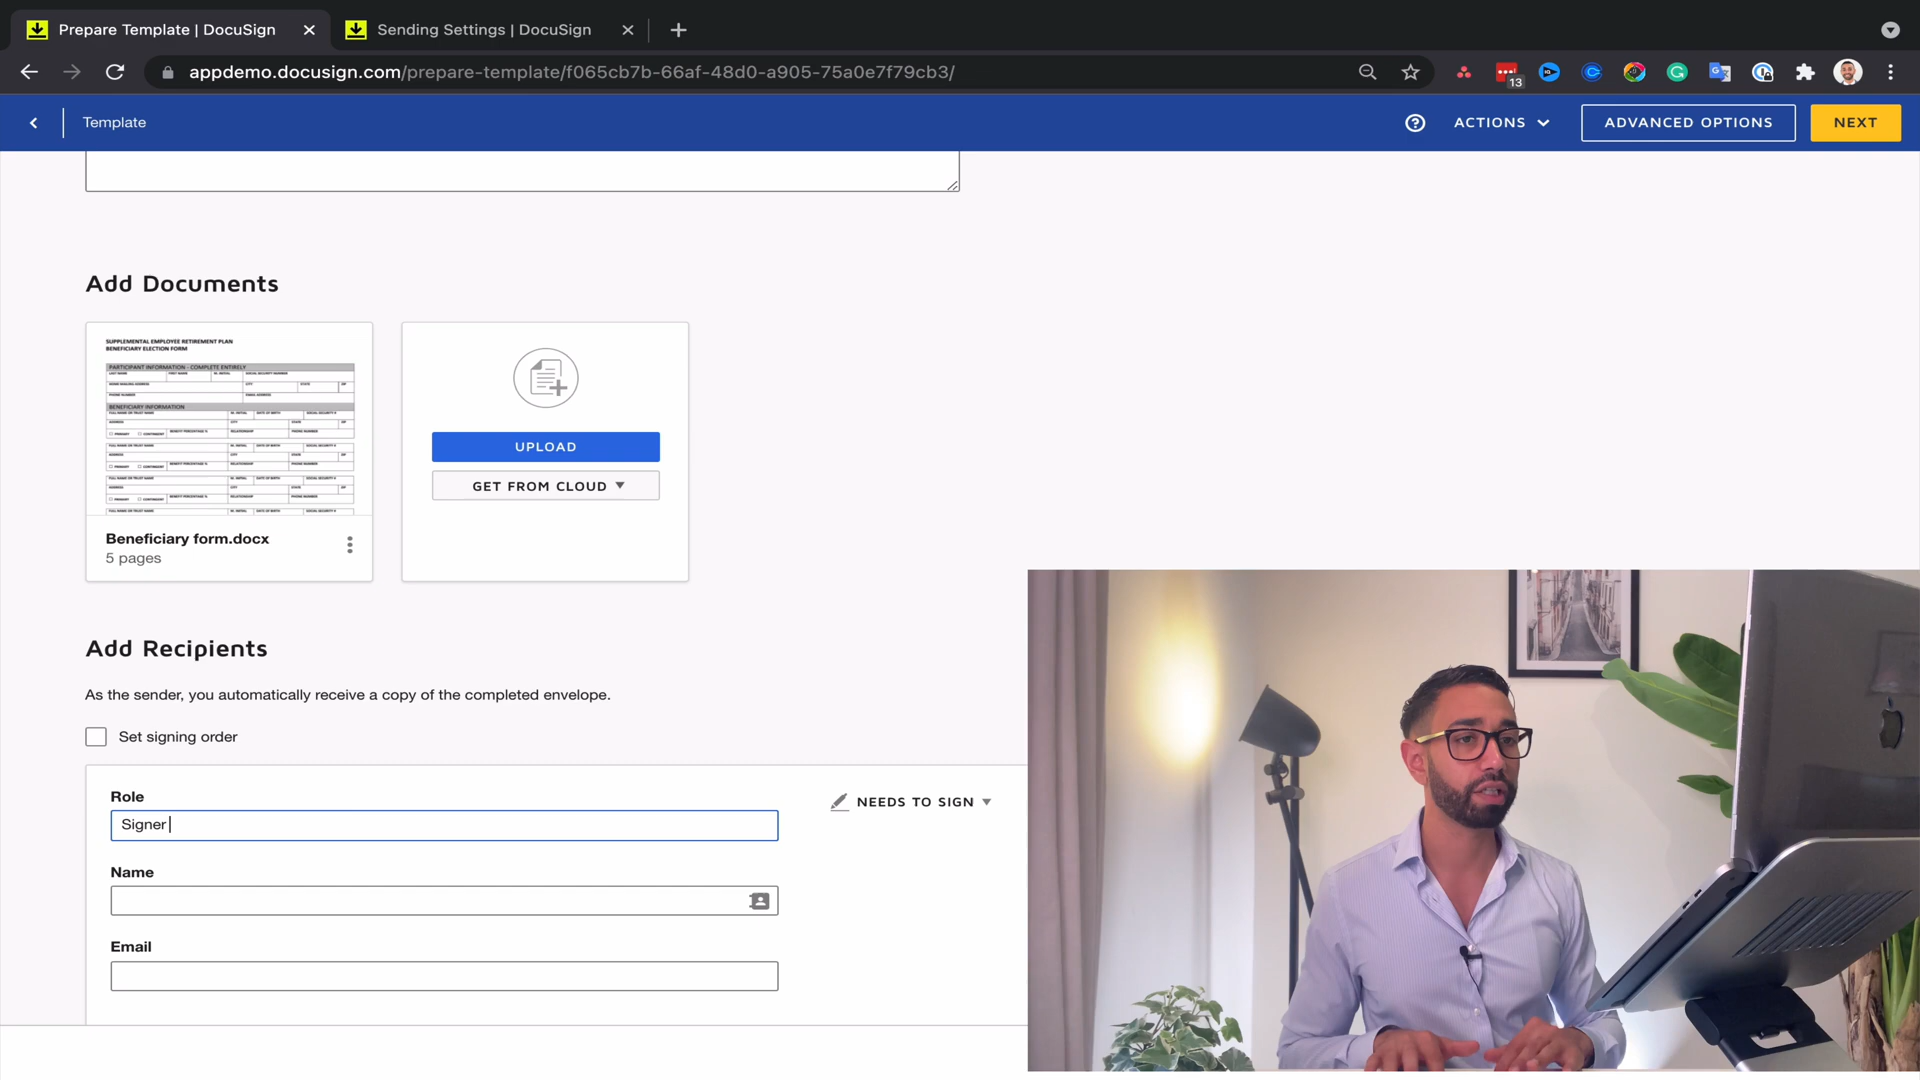 Prepare Template | DocuSign
Sending Settings | DocuSign
appdemo.docusign.com/prepare-template/f065cb7b-66af-48d0-a905-75a0e7f79cb3/
13
Template
ACTIONS
ADVANCED OPTIONS
NEXT
Add Documents
SUPPLEMENTAL EMPLOYEE RETIREMENT PLAN
BENEFICIARY ELECTION FORM
PARTICIPANT INFORMATION - COMPLETE ENTIRELY
BENEFICIARY INFORMATION
UPLOAD
GET FROM CLOUD
Beneficiary form.docx
5 pages
Add Recipients
As the sender, you automatically receive a copy of the completed envelope.
Set signing order
Role
NEEDS TO SIGN
Signer
Name
Email